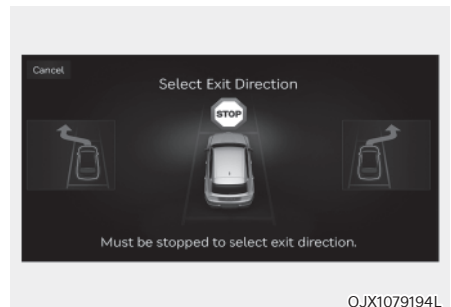 Cancel
Select Exit Direction
STOP
Must be stopped to select exit direction.
OJX1079194L